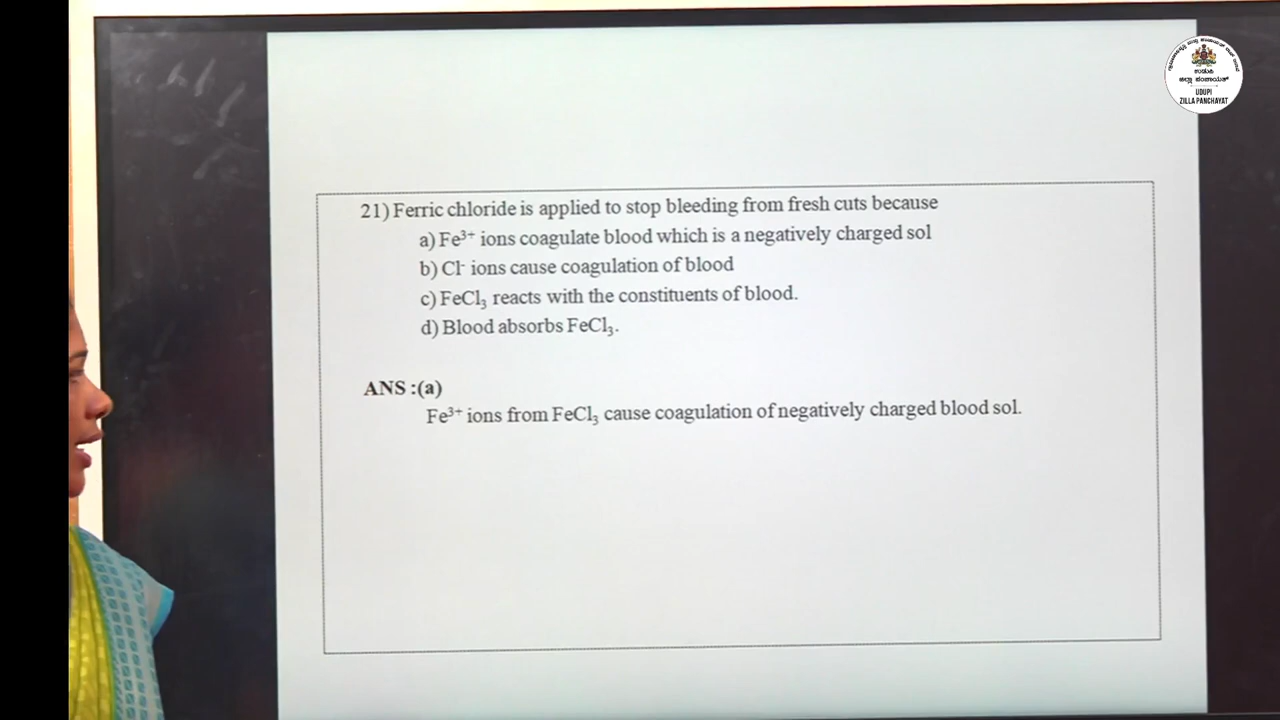 ಉಡುಪಿ
ಜಿಲ್ಲಾ ಪಂಚಾಯತ್
UDUPI
ZILLA PANCHAYAT
21) Ferric chloride is applied to stop bleeding from fresh cuts because
a) Fe³⁺ ions coagulate blood which is a negatively charged sol
b) Cl⁻ ions cause coagulation of blood
c) FeCl₃ reacts with the constituents of blood.
d) Blood absorbs FeCl₃.
ANS :(a)
Fe³⁺ ions from FeCl₃ cause coagulation of negatively charged blood sol.